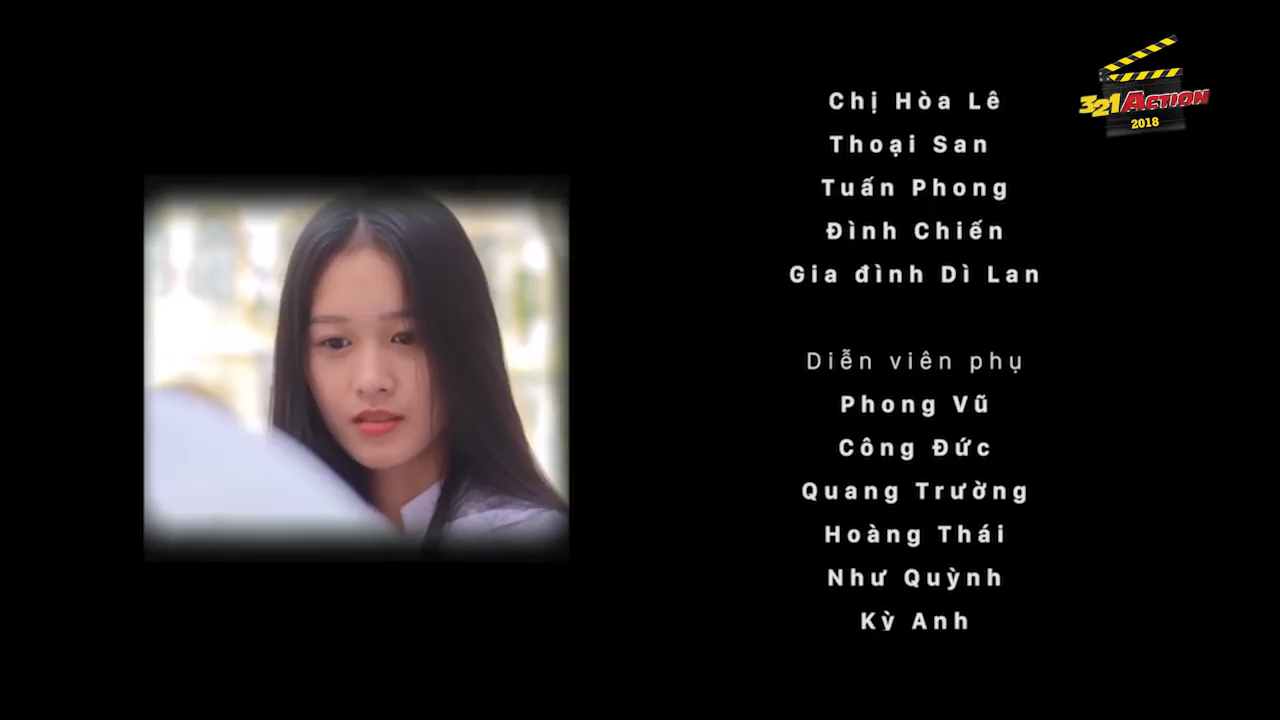 Chị Hòa Lê
Thoại San
Tuấn Phong
Đình Chiến
Gia đình Dì Lan
Diễn viên phụ
Phong Vũ
Công Đức
Quang Trường
Hoàng Thái
Như Quỳnh
Kỳ Anh
321 ACTION
2018